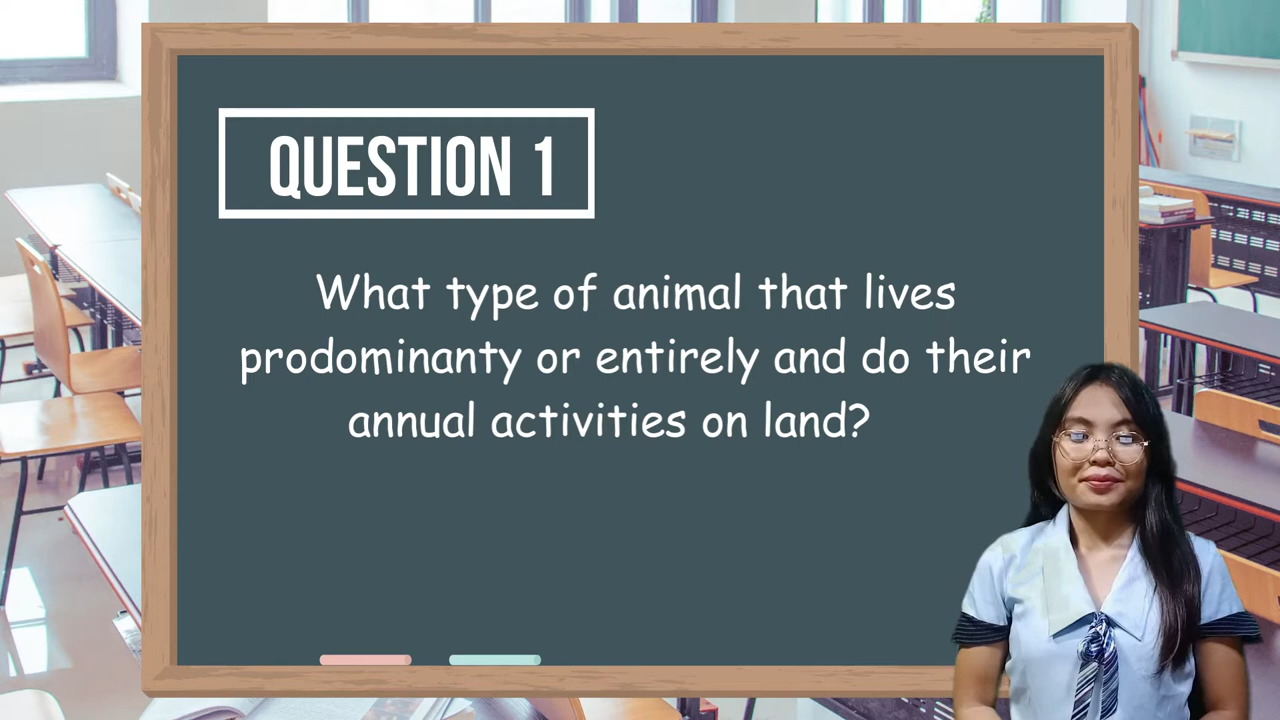 QUESTION 1
What type of animal that lives
prodominanty or entirely and do their
annual activities on land?